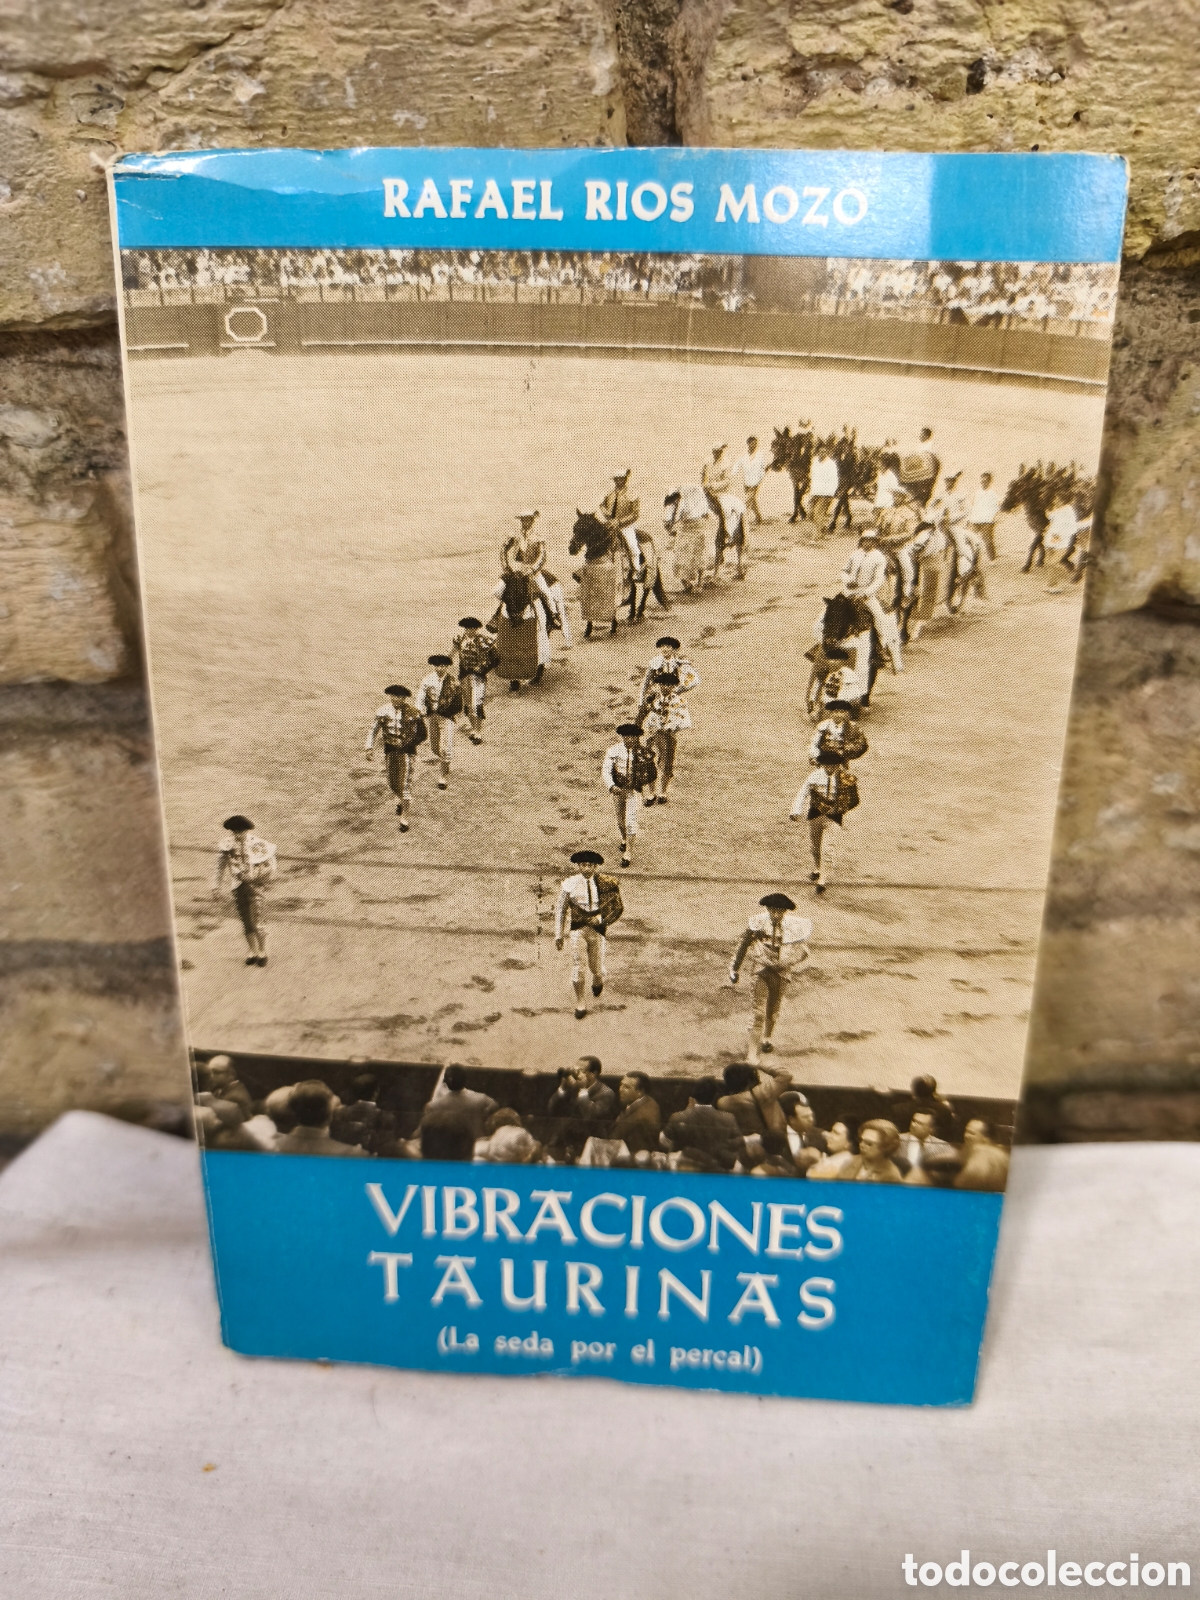 RAFAEL RIOS MOZO
VIBRACIONES
TAURINAS
(La seda por el percal)
todocoleccion